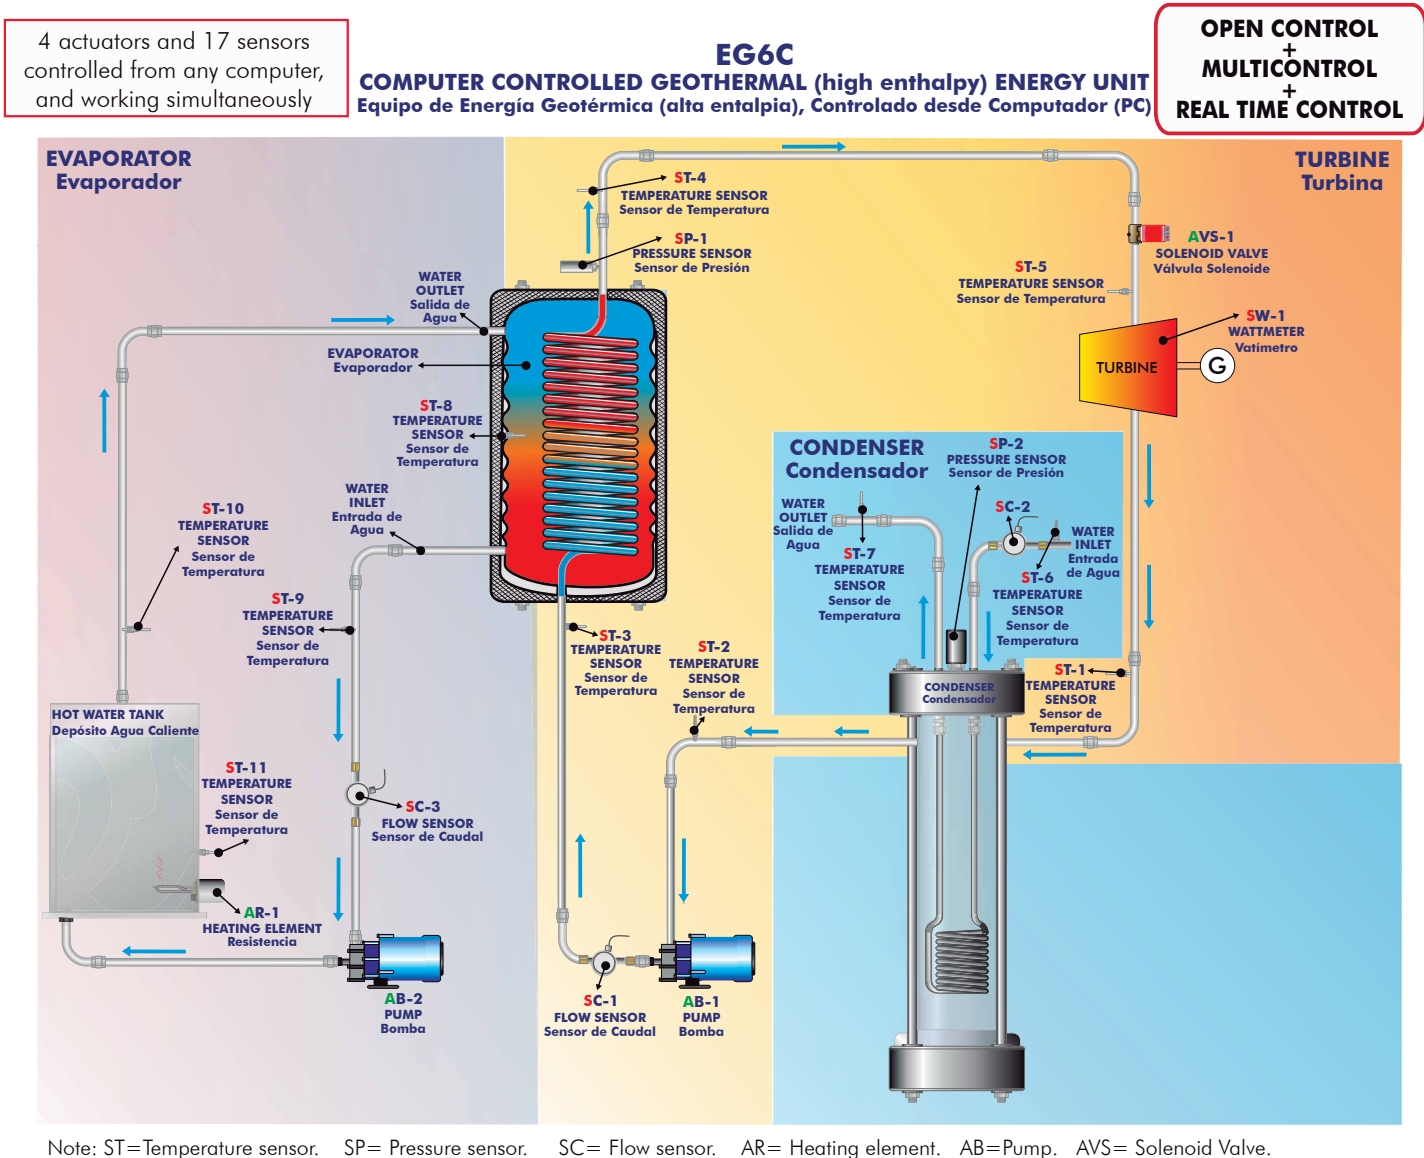 4 actuators and 17 sensors
controlled from any computer,
and working simultaneously
EG6C
COMPUTER CONTROLLED GEOTHERMAL (high enthalpy) ENERGY UNIT
Equipo de Energía Geotérmica (alta entalpia), Controlado desde Computador (PC)
OPEN CONTROL
+
MULTICONTROL
+
REAL TIME CONTROL
EVAPORATOR
Evaporador
TURBINE
Turbina
ST-4
TEMPERATURE SENSOR
Sensor de Temperatura
SP-1
PRESSURE SENSOR
Sensor de Presión
AVS-1
SOLENOID VALVE
Válvula Solenoide
ST-5
TEMPERATURE SENSOR
Sensor de Temperatura
WATER
OUTLET
Salida de
Agua
SW-1
WATTMETER
Vatímetro
TURBINE
G
EVAPORATOR
Evaporador
ST-8
TEMPERATURE
SENSOR
Sensor de
Temperatura
CONDENSER
Condensador
SP-2
PRESSURE SENSOR
Sensor de Presión
WATER
INLET
Entrada de
Agua
WATER
OUTLET
Salida de
Agua
SC-2
WATER
INLET
Entrada
de Agua
ST-10
TEMPERATURE
SENSOR
Sensor de
Temperatura
ST-7
TEMPERATURE
SENSOR
Sensor de
Temperatura
ST-6
TEMPERATURE
SENSOR
Sensor de
Temperatura
ST-9
TEMPERATURE
SENSOR
Sensor de
Temperatura
ST-3
TEMPERATURE
SENSOR
Sensor de
Temperatura
ST-2
TEMPERATURE
SENSOR
Sensor de
Temperatura
CONDENSER
Condensador
ST-1
TEMPERATURE
SENSOR
Sensor de
Temperatura
HOT WATER TANK
Depósito Agua Caliente
ST-11
TEMPERATURE
SENSOR
Sensor de
Temperatura
SC-3
FLOW SENSOR
Sensor de Caudal
AR-1
HEATING ELEMENT
Resistencia
AB-2
PUMP
Bomba
SC-1
FLOW SENSOR
Sensor de Caudal
AB-1
PUMP
Bomba
Note: ST=Temperature sensor. SP= Pressure sensor. SC= Flow sensor. AR= Heating element. AB=Pump. AVS= Solenoid Valve.